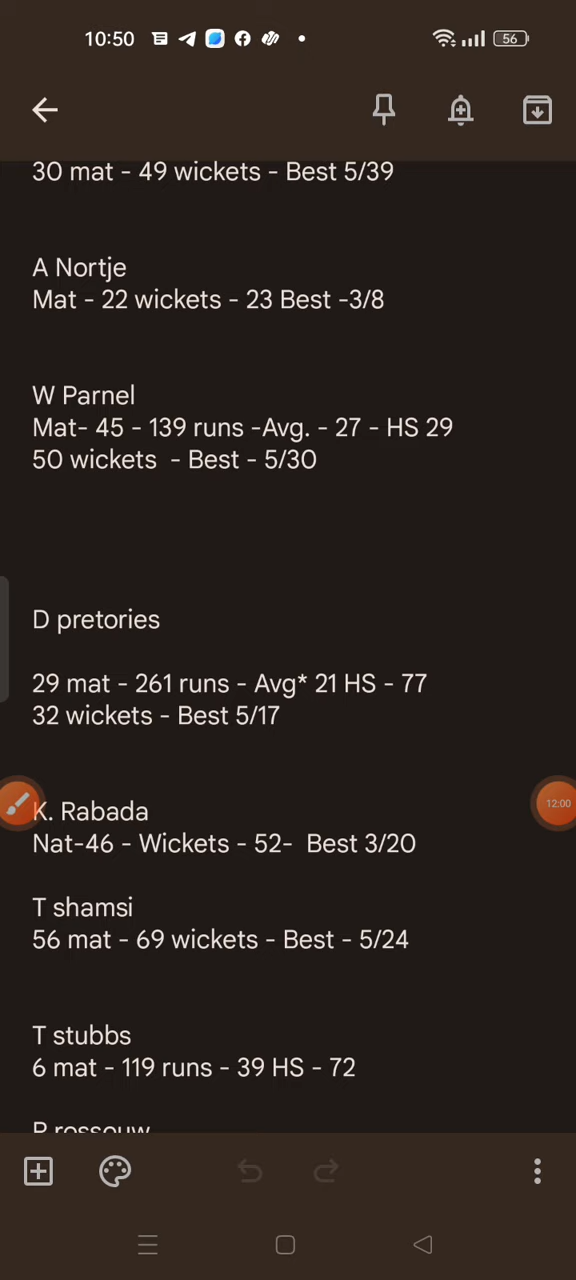 10:50
56
30 mat - 49 wickets - Best 5/39
A Nortje
Mat - 22 wickets - 23 Best -3/8
W Parnel
Mat- 45 - 139 runs -Avg. - 27 - HS 29
50 wickets  - Best - 5/30
D pretories
29 mat - 261 runs - Avg* 21 HS - 77
32 wickets - Best 5/17
K. Rabada
12:00
Nat-46 - Wickets - 52-  Best 3/20
T shamsi
56 mat - 69 wickets - Best - 5/24
T stubbs
6 mat - 119 runs - 39 HS - 72
R rossouw